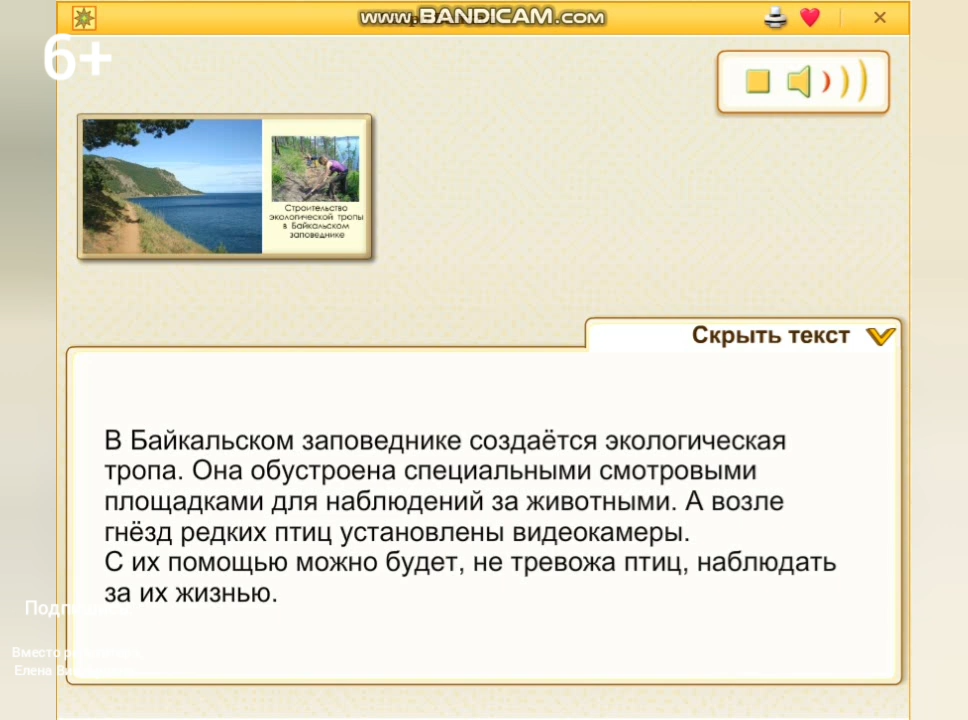 www.BANDICAM.com
6+
Строительство
экологической тропы
в Байкальском
заповеднике
Скрыть текст
В Байкальском заповеднике создаётся экологическая
тропа. Она обустроена специальными смотровыми
площадками для наблюдений за животными. А возле
гнёзд редких птиц установлены видеокамеры.
С их помощью можно будет, не тревожа птиц, наблюдать
за их жизнью.
Вместо
Елена